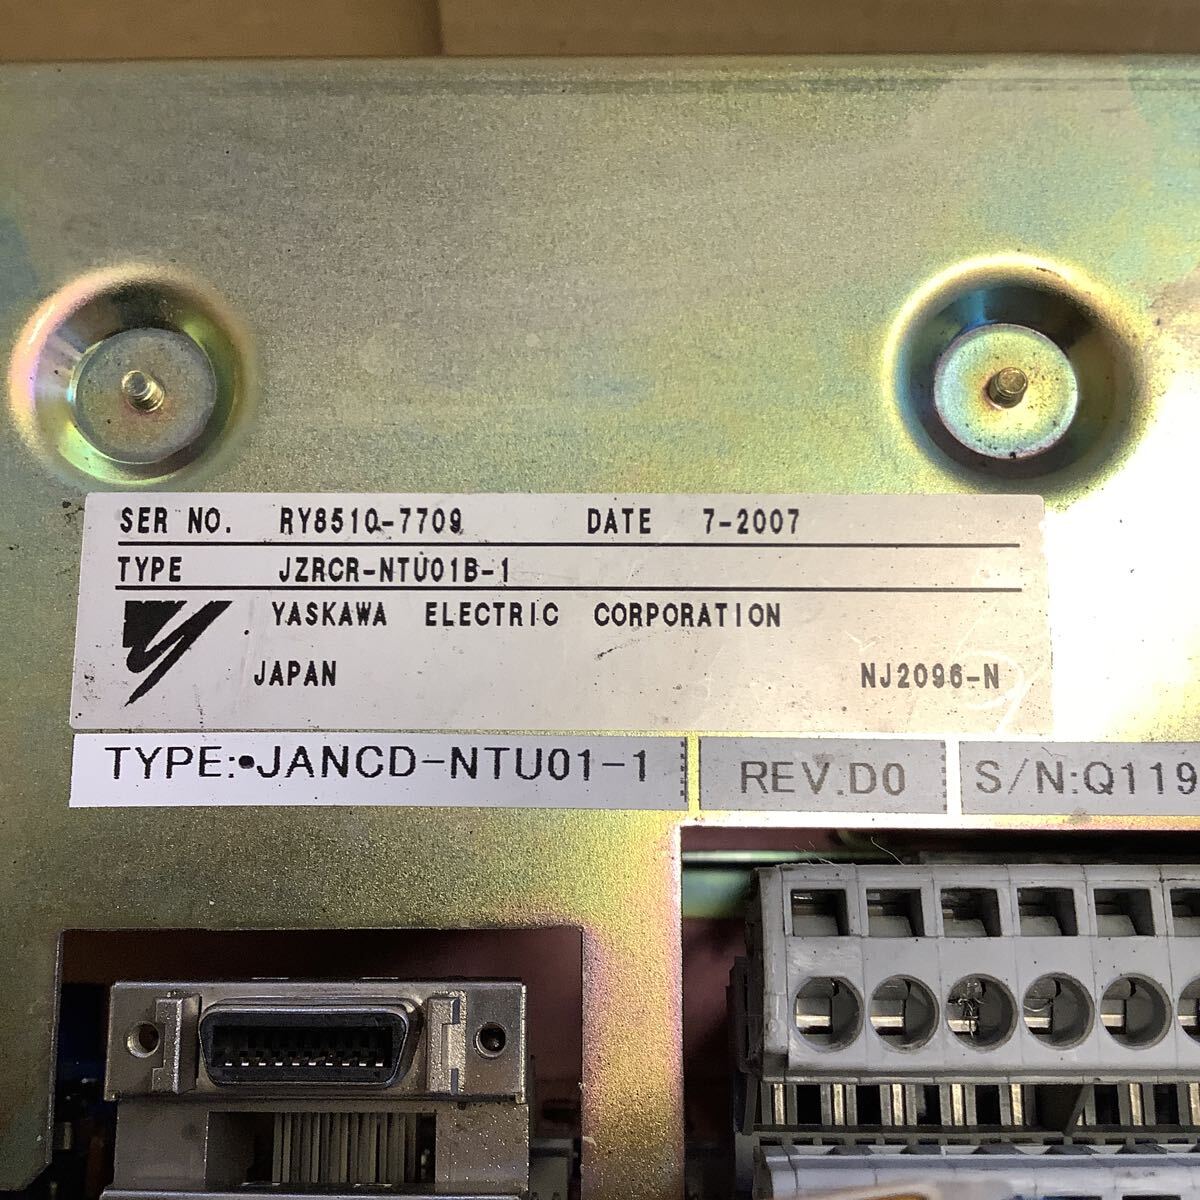 SER NO. RY8510-7709 DATE 7-2007
TYPE JZRCR-NTU01B-1
YASKAWA ELECTRIC CORPORATION
JAPAN NJ2096-N
TYPE:•JANCD-NTU01-1 REV.D0 S/N:Q119